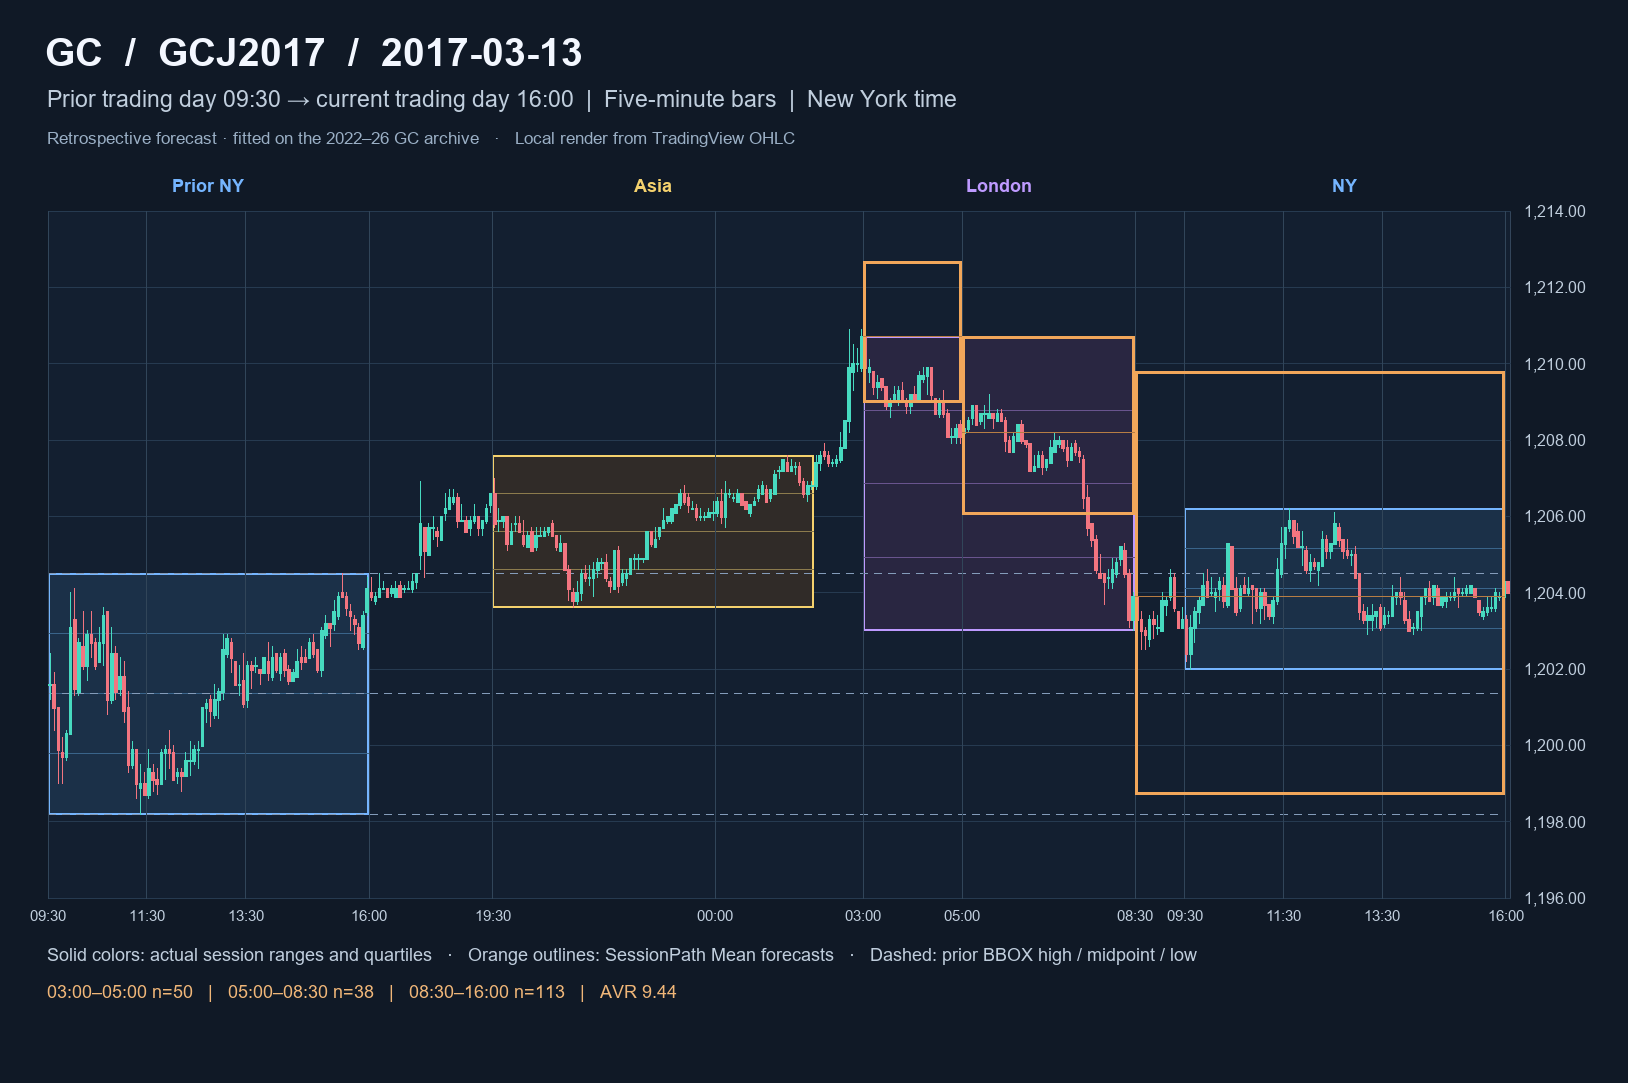 GC / GCJ2017 / 2017-03-13
Prior trading day 09:30 → current trading day 16:00 | Five-minute bars | New York time
Retrospective forecast · fitted on the 2022–26 GC archive · Local render from TradingView OHLC
Prior NY Asia London NY
1,214.00
1,212.00
1,210.00
1,208.00
1,206.00
1,204.00
1,202.00
1,200.00
1,198.00
1,196.00
09:30 11:30 13:30 16:00 19:30 00:00 03:00 05:00 08:30 09:30 11:30 13:30 16:00
Solid colors: actual session ranges and quartiles · Orange outlines: SessionPath Mean forecasts · Dashed: prior BBOX high / midpoint / low
03:00–05:00 n=50 | 05:00–08:30 n=38 | 08:30–16:00 n=113 | AVR 9.44